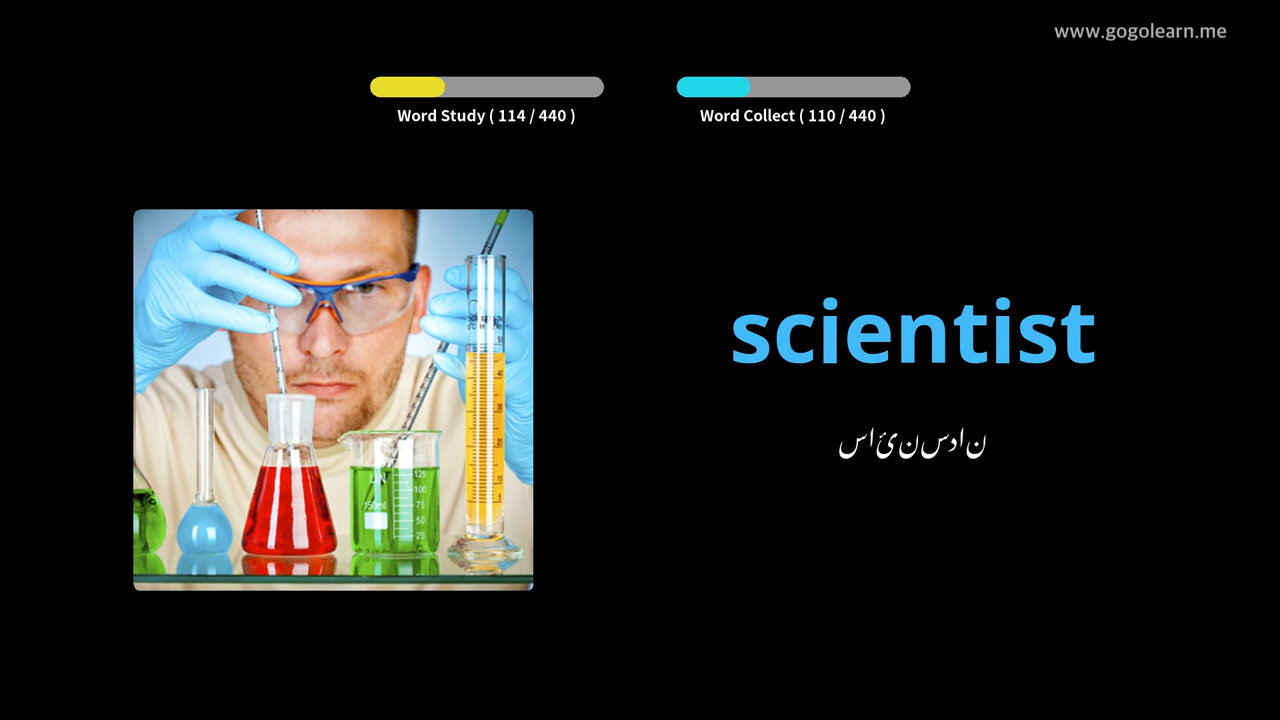 www.gogolearn.me
Word Study ( 114 / 440 )
Word Collect ( 110 / 440 )
scientist
سائنسدان